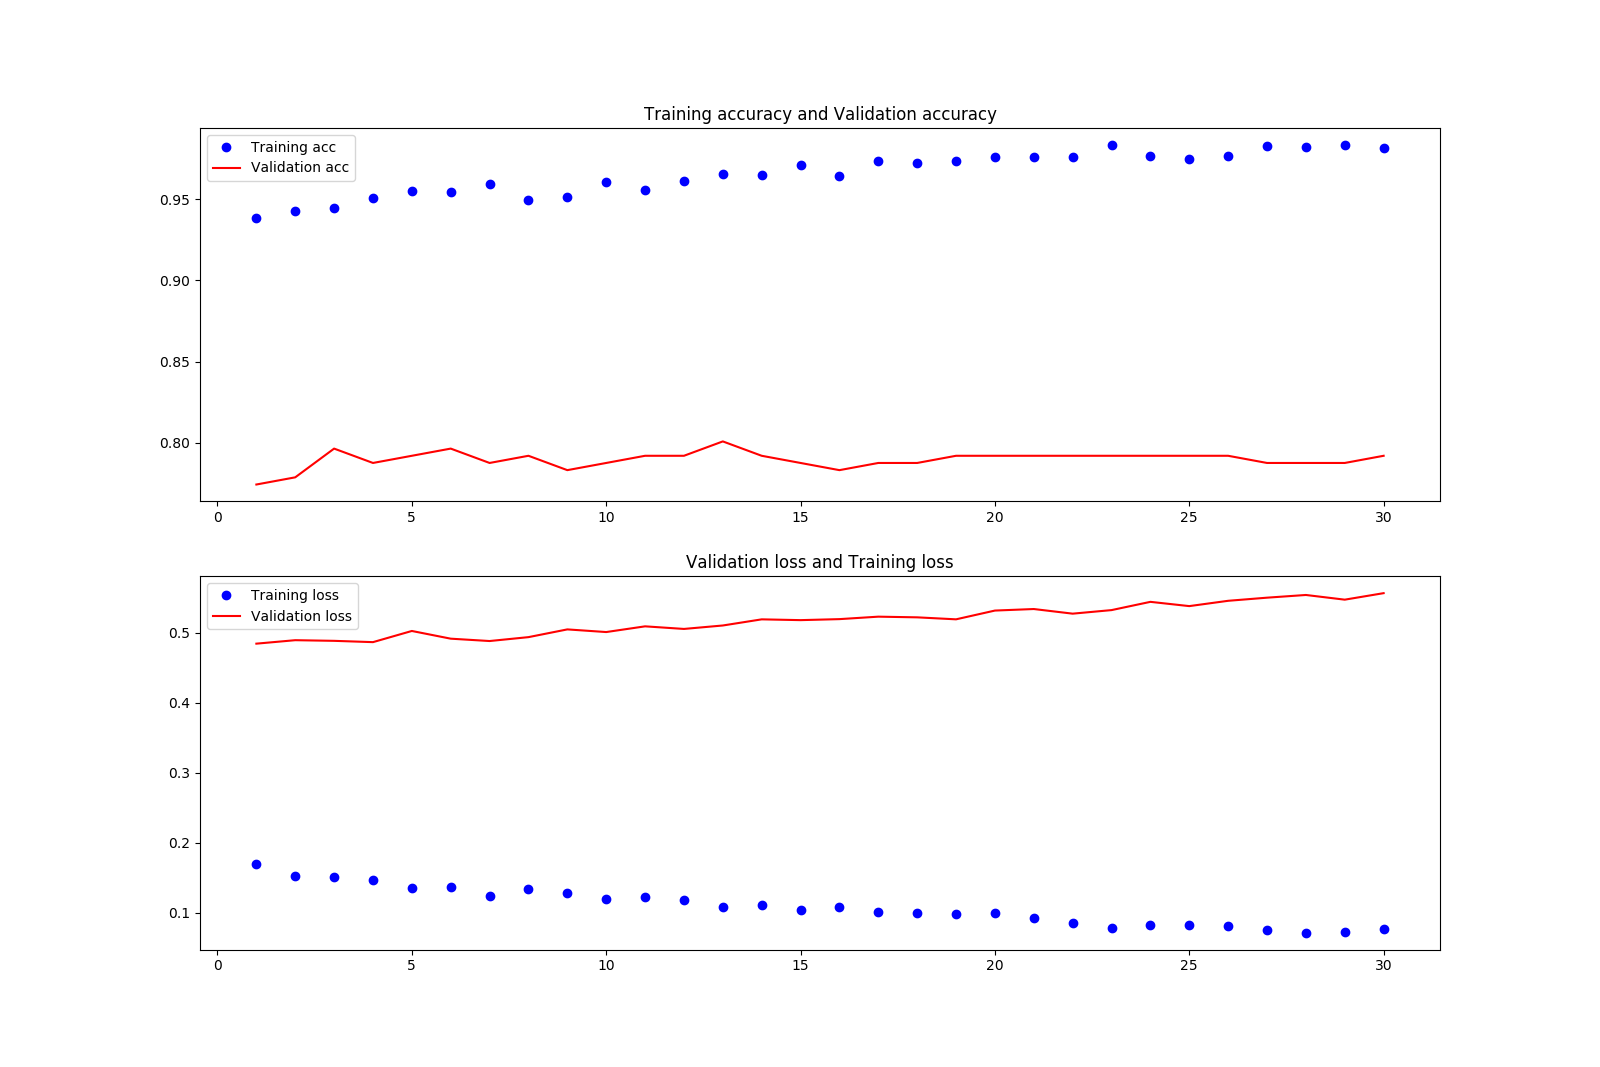 Training accuracy and Validation accuracy
Training acc
Validation acc
0.95
0.90
0.85
0.80
0 5 10 15 20 25 30
Validation loss and Training loss
Training loss
Validation loss
0.5
0.4
0.3
0.2
0.1
0 5 10 15 20 25 30